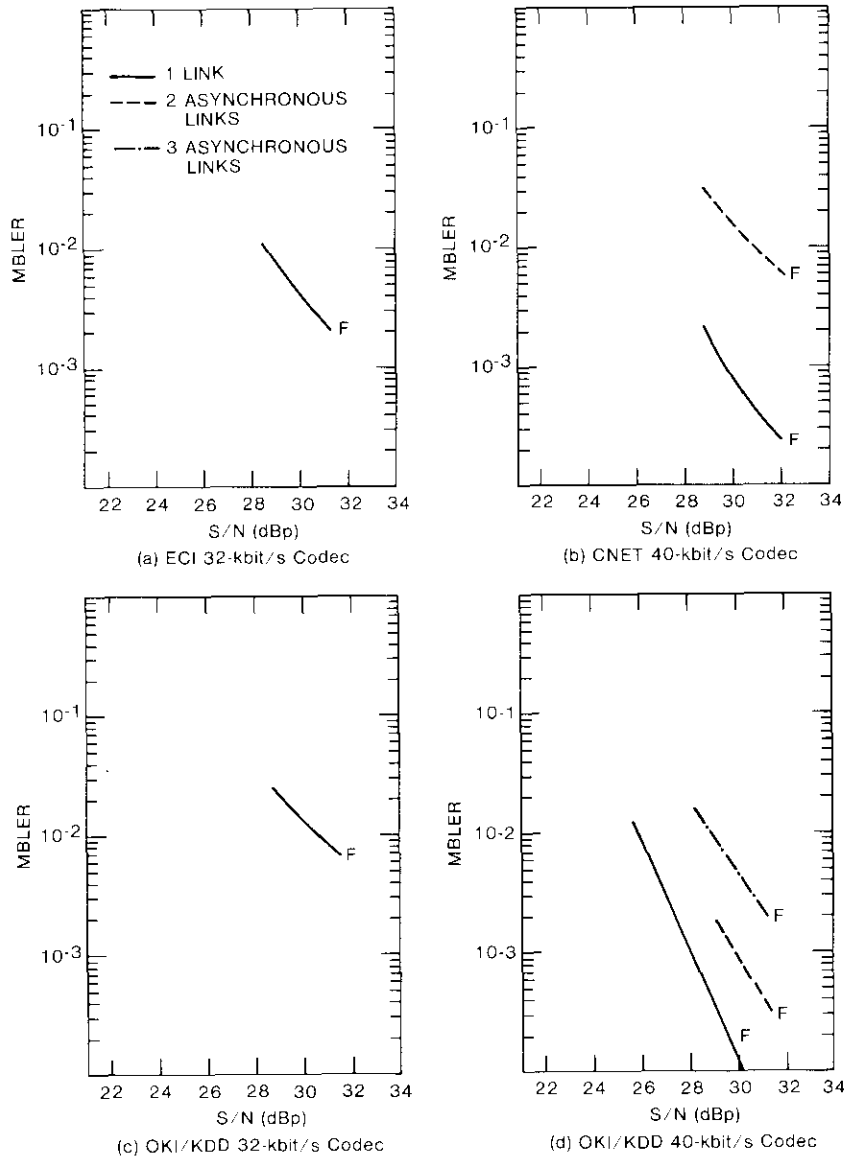 1 LINK
2 ASYNCHRONOUS
LINKS
3 ASYNCHRONOUS
LINKS
10-1
10-2
10-3
MBLER
F
22 24 26 28 30 32 34
S/N (dBp)
(a) ECI 32-kbit/s Codec
10-1
10-2
10-3
MBLER
F
F
22 24 26 28 30 32 34
S/N (dBp)
(b) CNET 40-kbit/s Codec
10-1
10-2
10-3
MBLER
F
22 24 26 28 30 32 34
S/N (dBp)
(c) OKI/KDD 32-kbit/s Codec
10-1
10-2
10-3
MBLER
F
F
F
22 24 26 28 30 32 34
S/N (dBp)
(d) OKI/KDD 40-kbit/s Codec